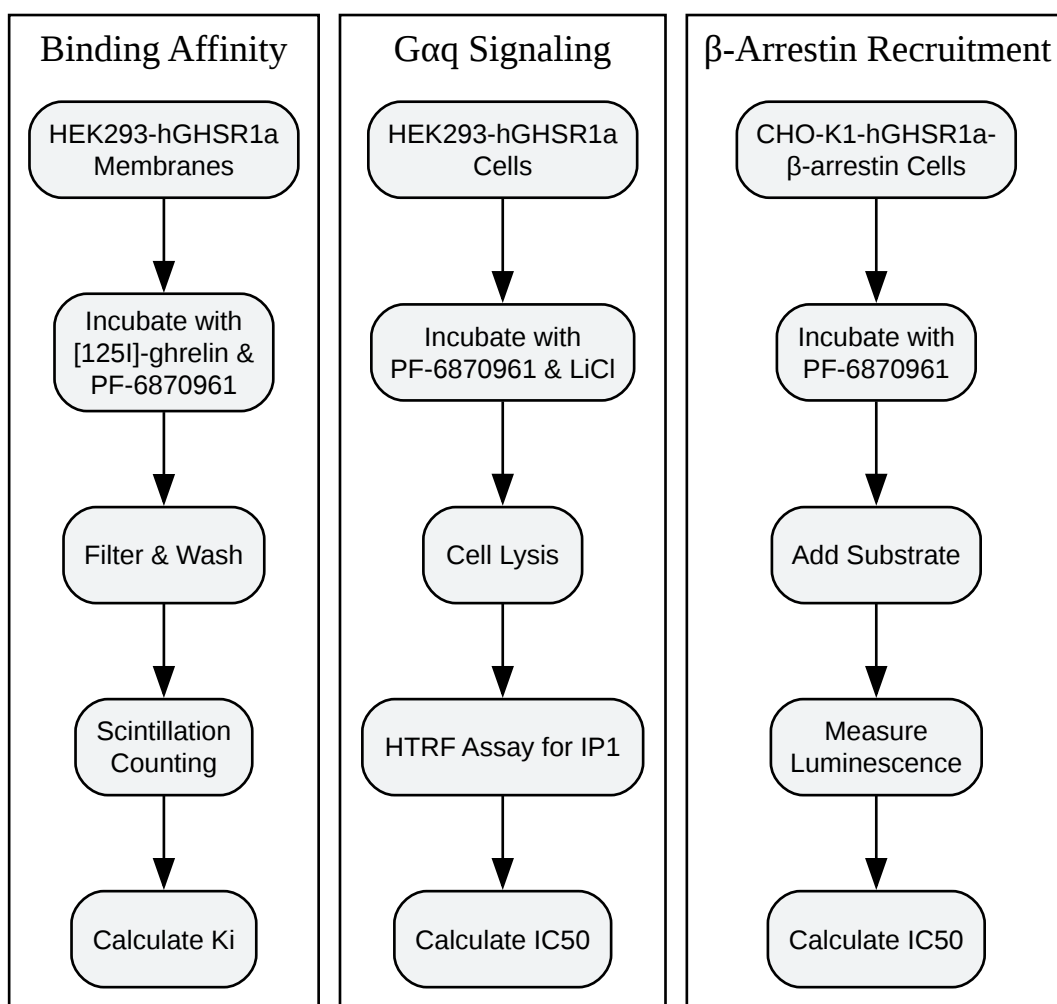 Binding Affinity
HEK293-hGHSR1a
Membranes
Incubate with
[125I]-ghrelin &
PF-6870961
Filter & Wash
Scintillation
Counting
Calculate Ki
Gαq Signaling
HEK293-hGHSR1a
Cells
Incubate with
PF-6870961 & LiCl
Cell Lysis
HTRF Assay for IP1
Calculate IC50
β-Arrestin Recruitment
CHO-K1-hGHSR1a-
β-arrestin Cells
Incubate with
PF-6870961
Add Substrate
Measure
Luminescence
Calculate IC50